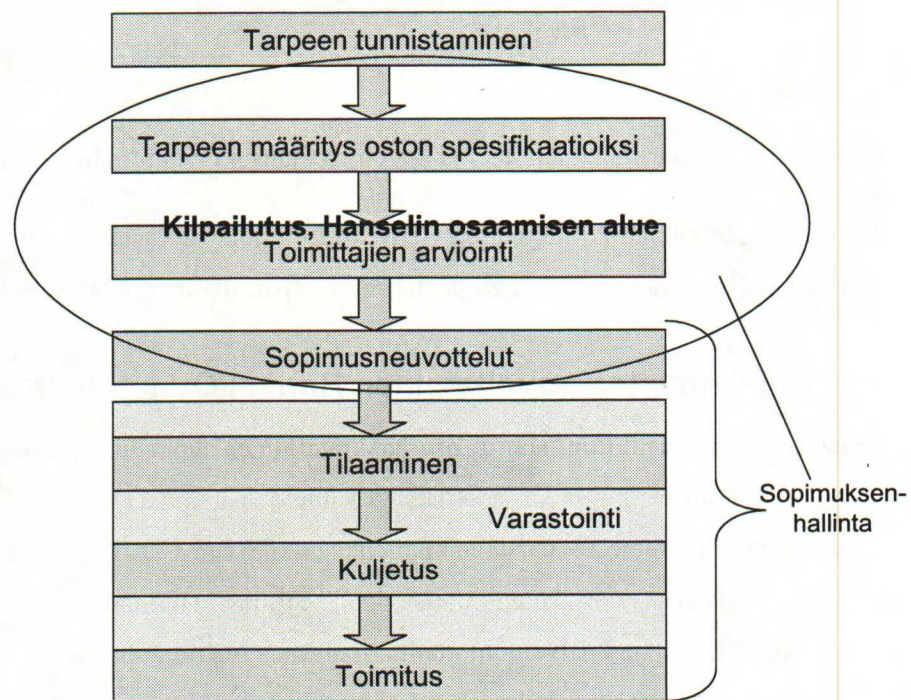 Tarpeen tunnistaminen
Tarpeen määritys oston spesifikaatioiksi
Kilpailutus, Hanselin osaamisen alue
Toimittajien arviointi
Sopimusneuvottelut
Tilaaminen
Varastointi
Sopimuksen-
hallinta
Kuljetus
Toimitus